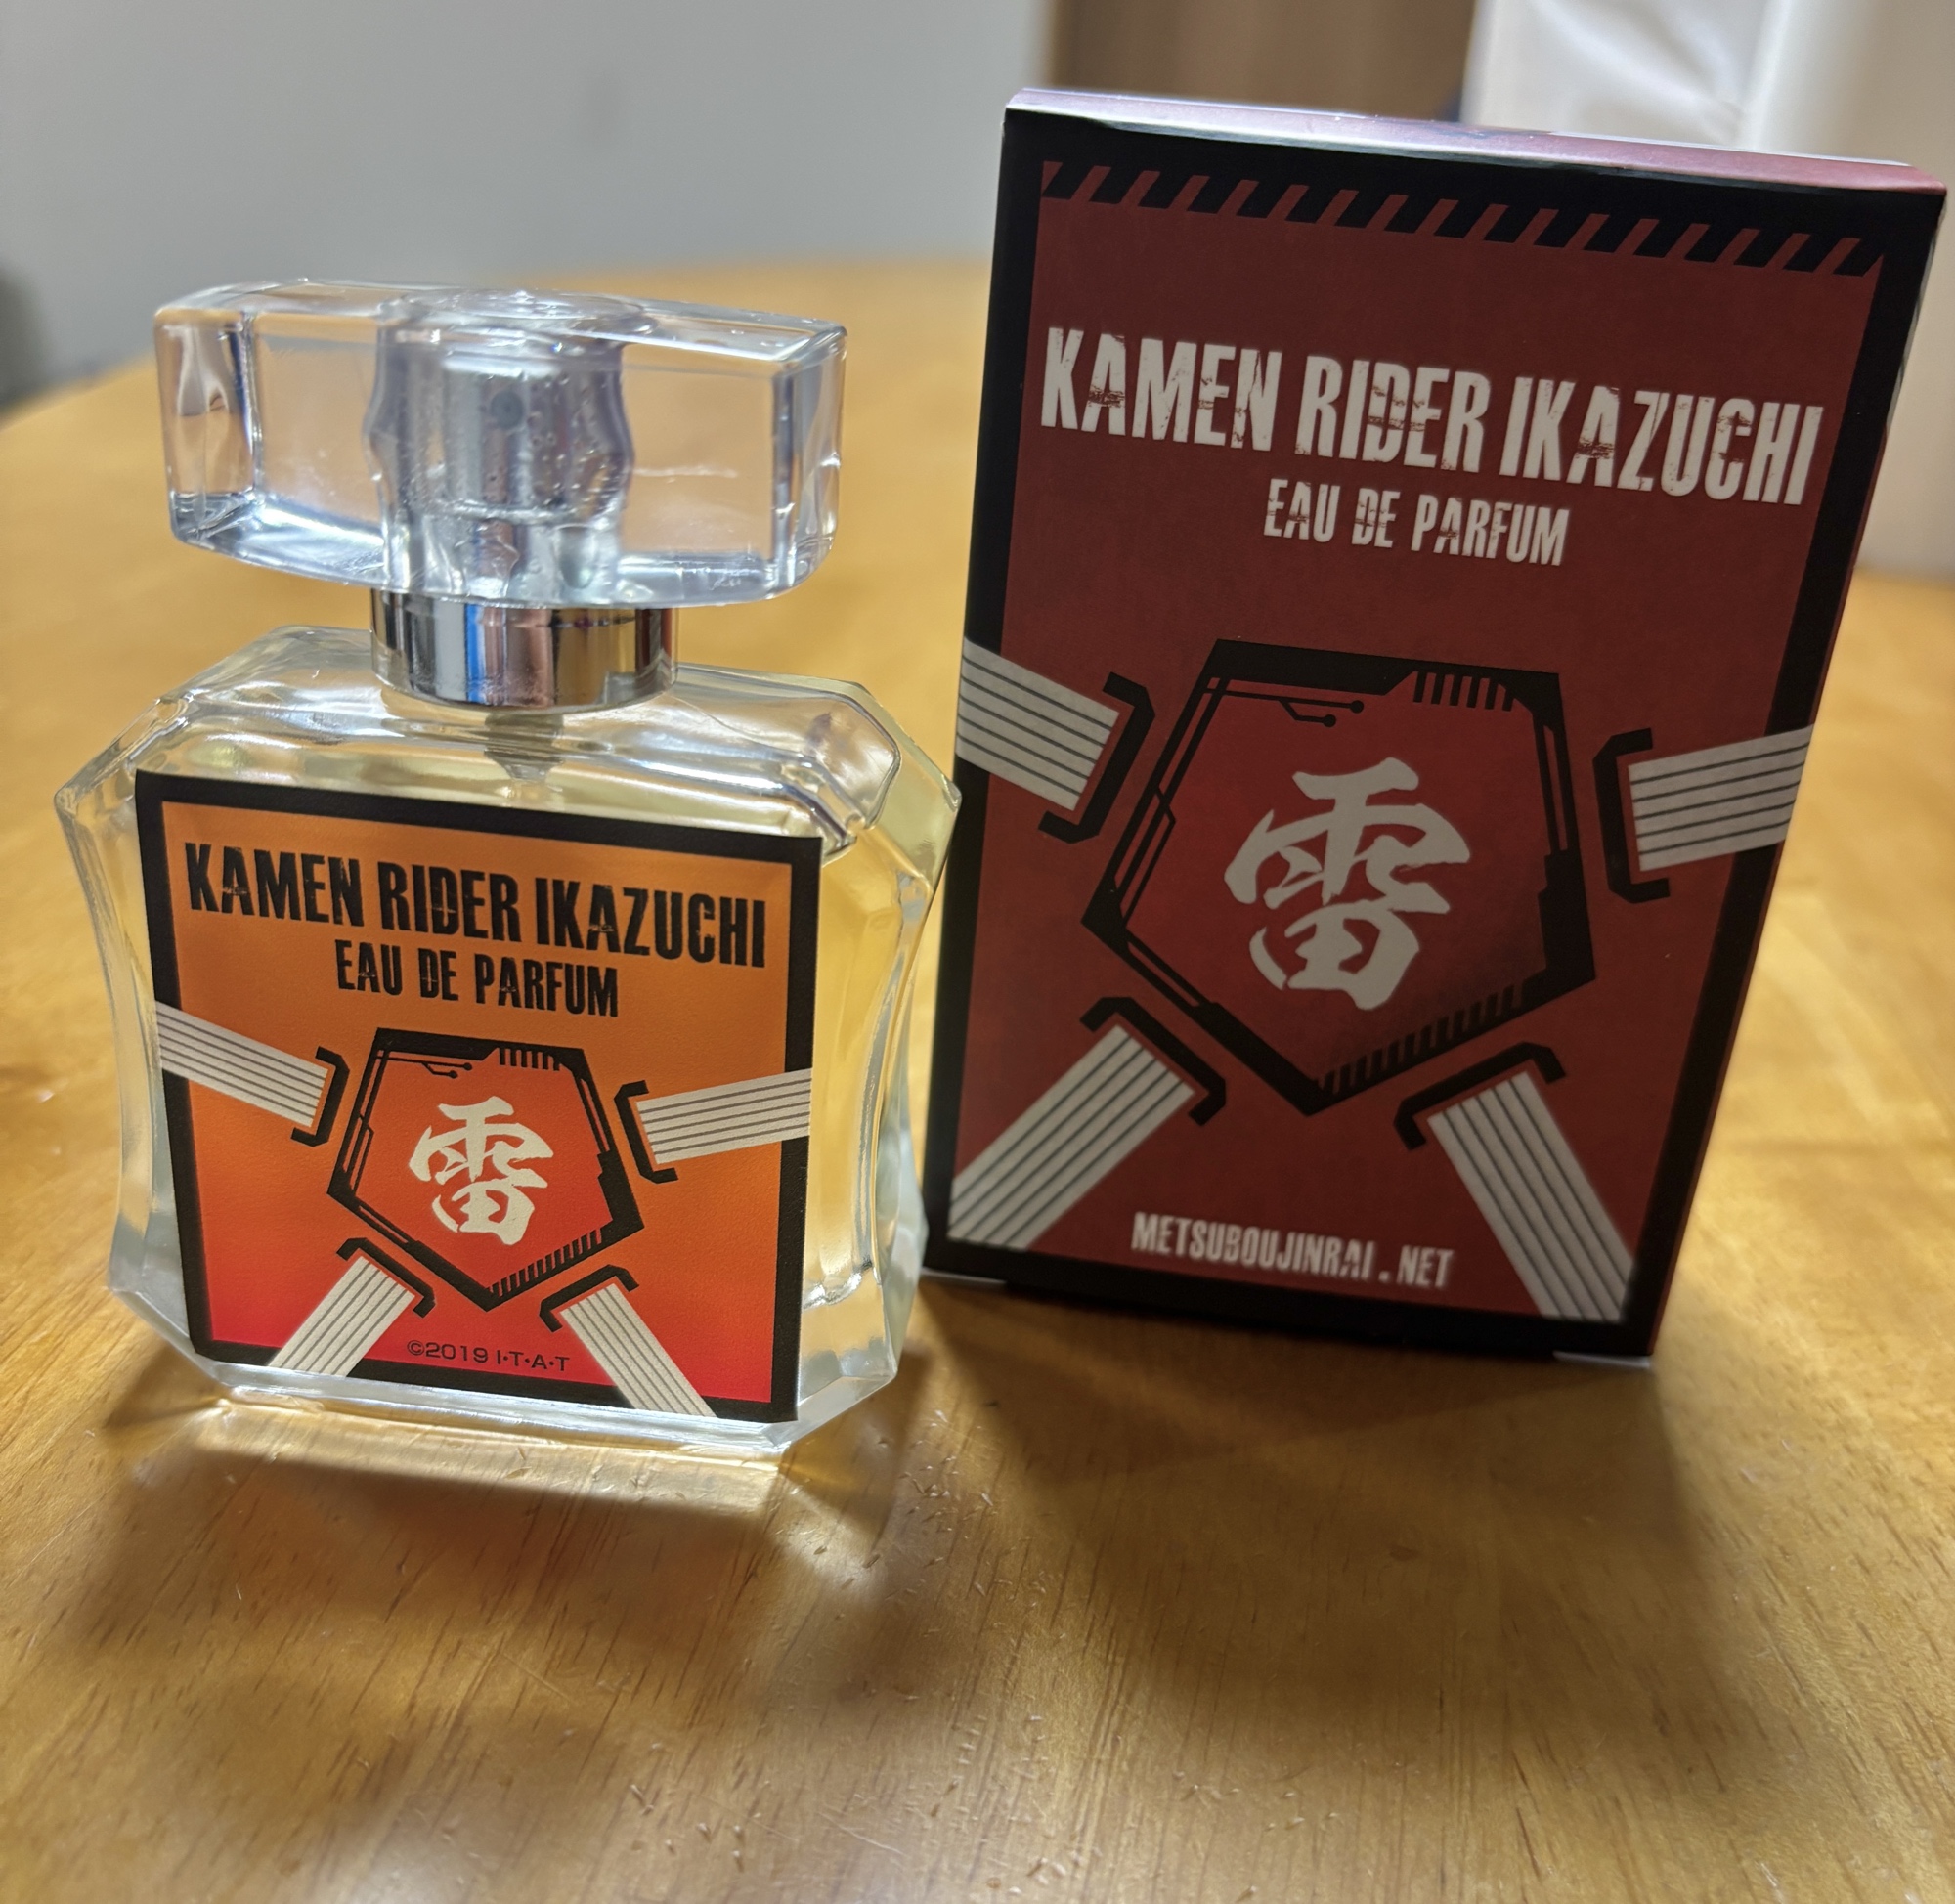 KAMEN RIDER IKAZUCHI
EAU DE PARFUM
雷
©2019 I·T·A·T
KAMEN RIDER IKAZUCHI
EAU DE PARFUM
雷
METSUBOUJINRAI.NET